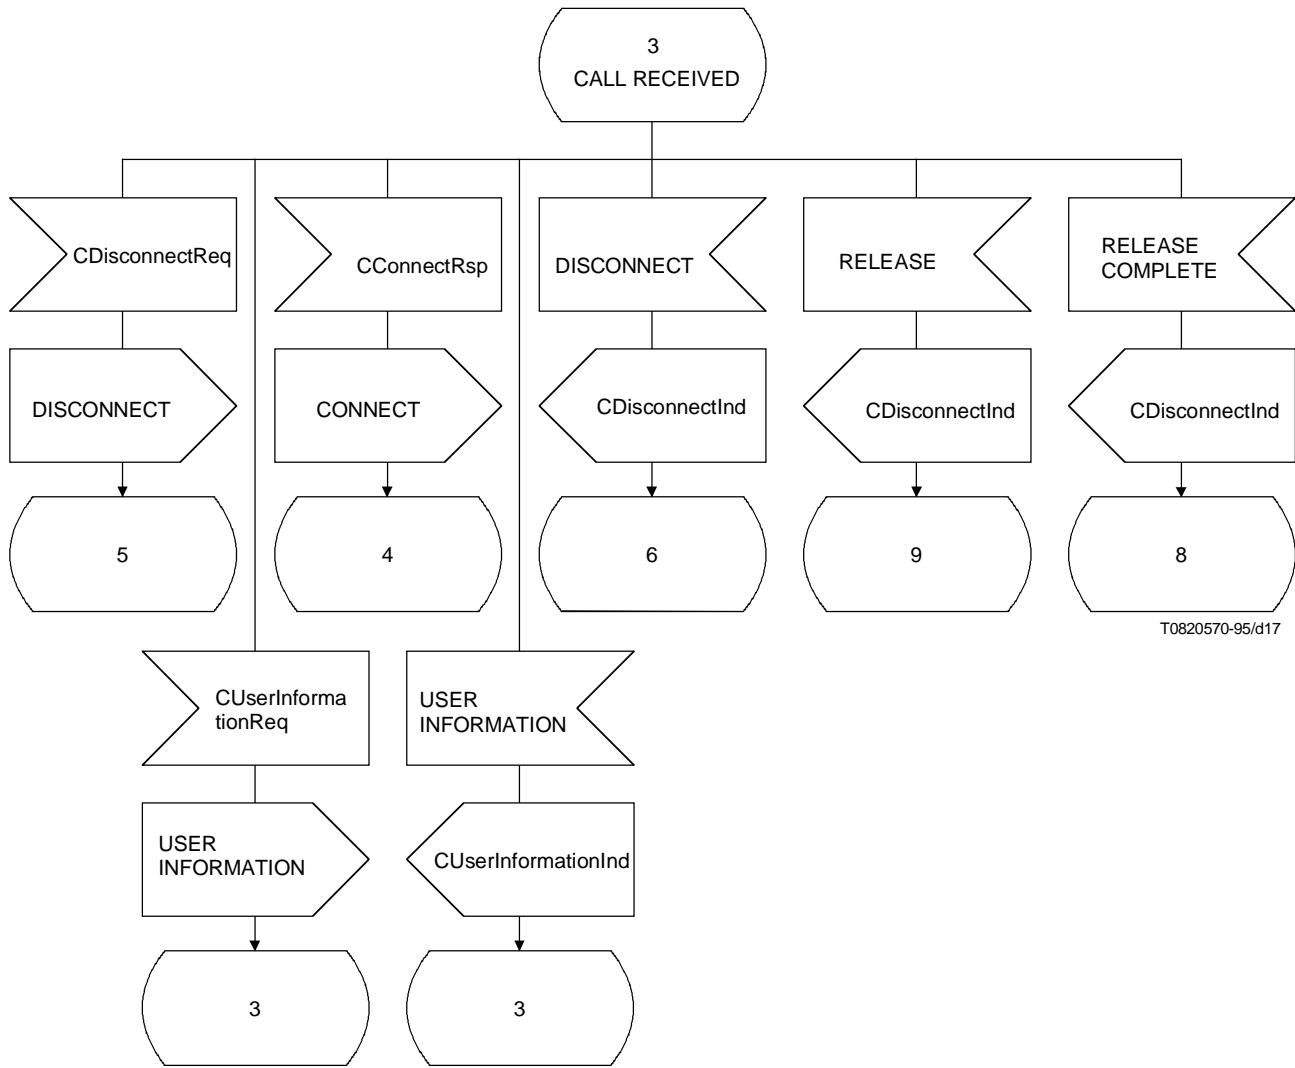 3
CALL RECEIVED
CDisconnectReq
CConnectRsp
DISCONNECT
RELEASE
RELEASE
COMPLETE
DISCONNECT
CONNECT
CDisconnectInd
CDisconnectInd
CDisconnectInd
5
4
6
9
8
T0820570-95/d17
CUserInforma
tionReq
USER
INFORMATION
USER
INFORMATION
CUserInformationInd
3
3